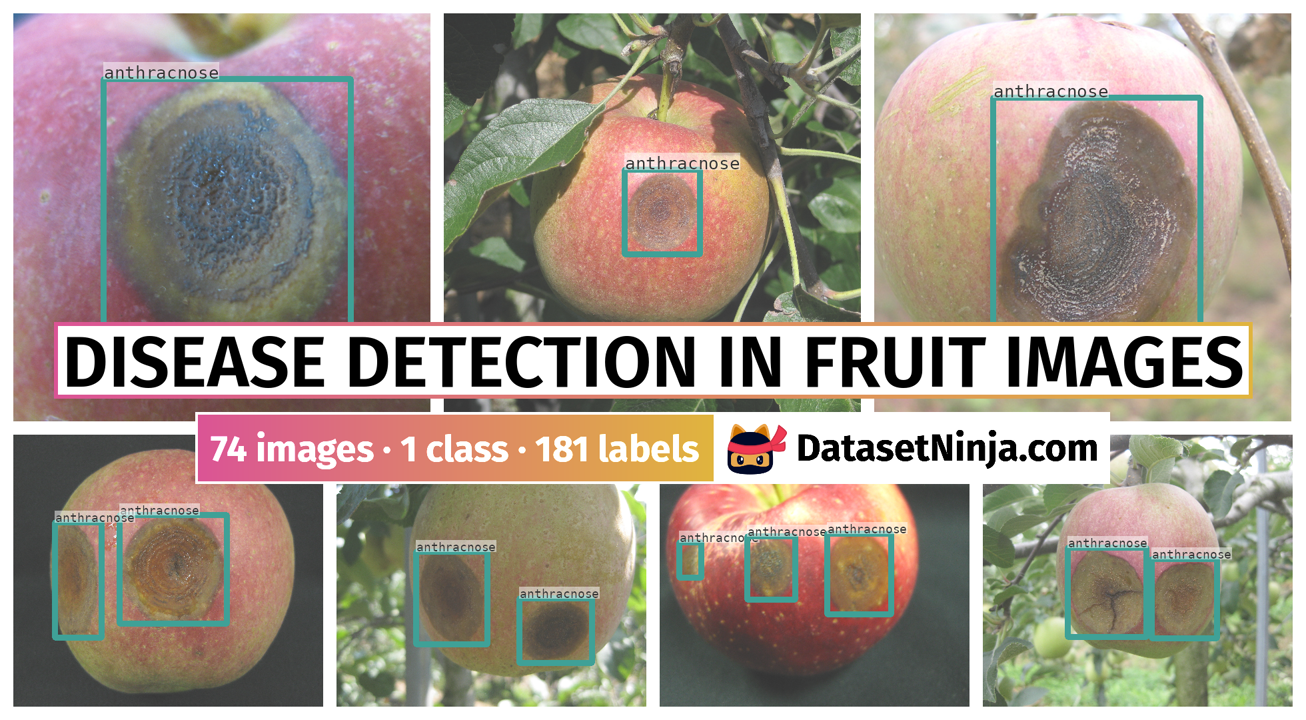 anthracnose
anthracnose
anthracnose
DISEASE DETECTION IN FRUIT IMAGES
74 images · 1 class · 181 labels
DatasetNinja.com
anthracnose
anthracnose
anthracnose
anthracnose
anthracno
anthracnose
anthracnose
anthracnose
anthracnose